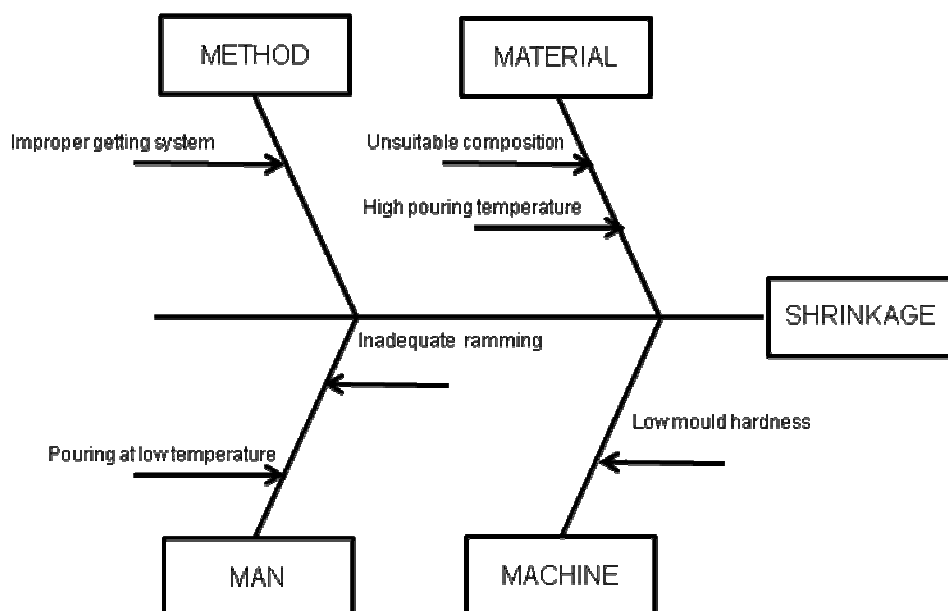 METHOD
MATERIAL
Improper getting system
Unsuitable composition
High pouring temperature
SHRINKAGE
Inadequate ramming
Low mould hardness
Pouring at low temperature
MAN
MACHINE